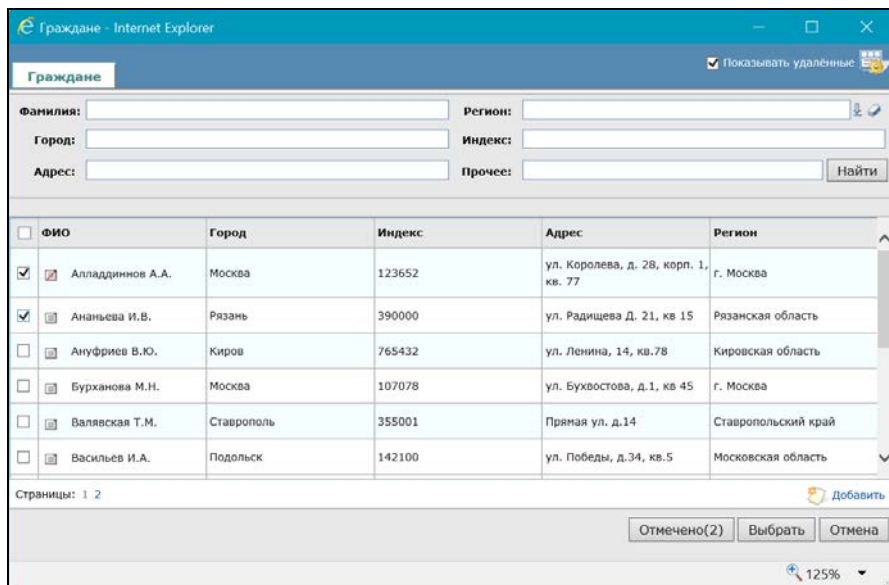 Граждане - Internet Explorer
Граждане
Показывать удалённые
Фамилия: Регион:
Город: Индекс:
Адрес: Прочее: Найти
ФИО Город Индекс Адрес Регион
Алладдиннов А.А. Москва 123652 ул. Королева, д. 28, корп. 1, кв. 77 г. Москва
Ананьева И.В. Рязань 390000 ул. Радищева Д. 21, кв 15 Рязанская область
Ануфриев В.Ю. Киров 765432 ул. Ленина, 14, кв.78 Кировская область
Бурханова М.Н. Москва 107078 ул. Бухвостова, д.1, кв 45 г. Москва
Валявская Т.М. Ставрополь 355001 Прямая ул. д.14 Ставропольский край
Васильев И.А. Подольск 142100 ул. Победы, д.34, кв.5 Московская область
Страницы: 1 2 Добавить
Отмечено(2) Выбрать Отмена
125%